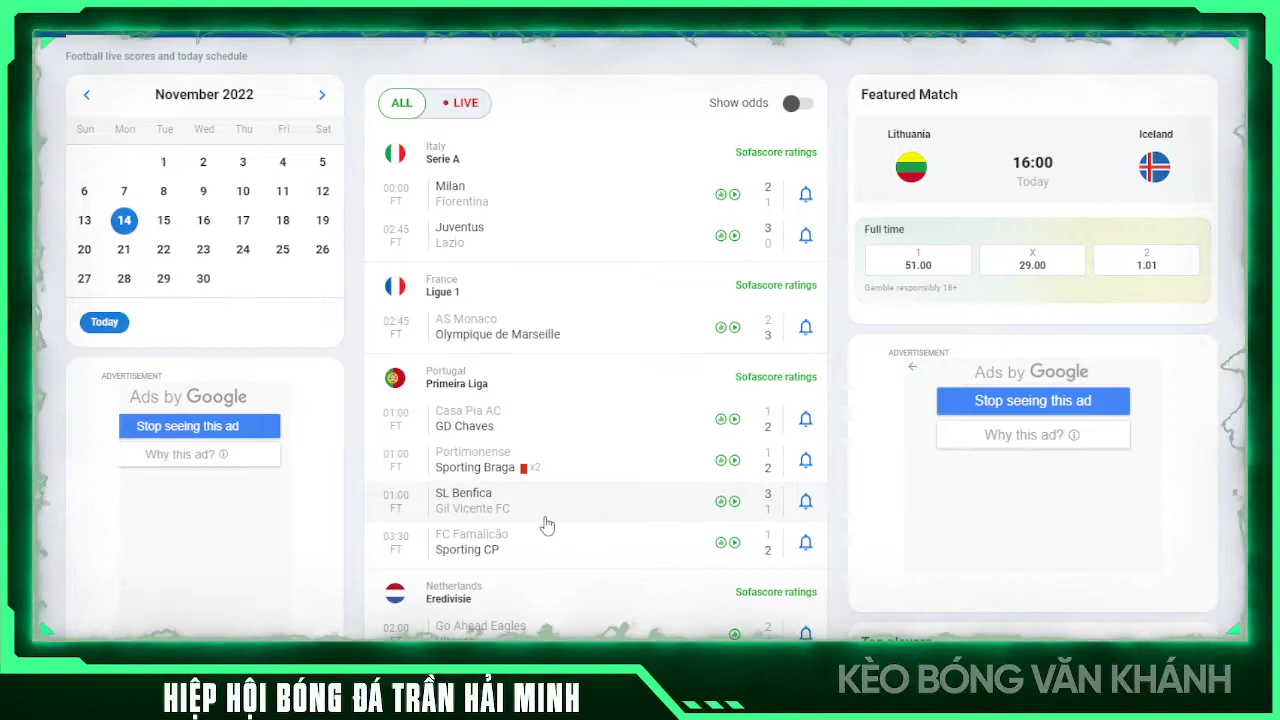 Football live scores and today schedule
November 2022
Sun Mon Tue Wed Thu Fri Sat
1 2 3 4 5
6 7 8 9 10 11 12
13 14 15 16 17 18 19
20 21 22 23 24 25 26
27 28 29 30
Today
ADVERTISEMENT
Ads by Google
Stop seeing this ad
Why this ad?
ALL LIVE Show odds
Italy
Serie A Sofascore ratings
00:00 Milan 2
FT Fiorentina 1
02:45 Juventus 3
FT Lazio 0
France
Ligue 1 Sofascore ratings
02:45 AS Monaco 2
FT Olympique de Marseille 3
Portugal
Primeira Liga Sofascore ratings
01:00 Casa Pia AC 1
FT GD Chaves 2
01:00 Portimonense 1
FT Sporting Braga x2 2
01:00 SL Benfica 3
FT Gil Vicente FC 1
03:30 FC Famalicão 1
FT Sporting CP 2
Netherlands
Eredivisie Sofascore ratings
02:00 Go Ahead Eagles 2
Featured Match
Lithuania Iceland
16:00
Today
Full time
1 X 2
51.00 29.00 1.01
Gamble responsibly 18+
ADVERTISEMENT
Ads by Google
Stop seeing this ad
Why this ad?
Top players
HIỆP HỘI BÓNG ĐÁ TRẦN HẢI MINH
KÈO BÓNG VĂN KHÁNH